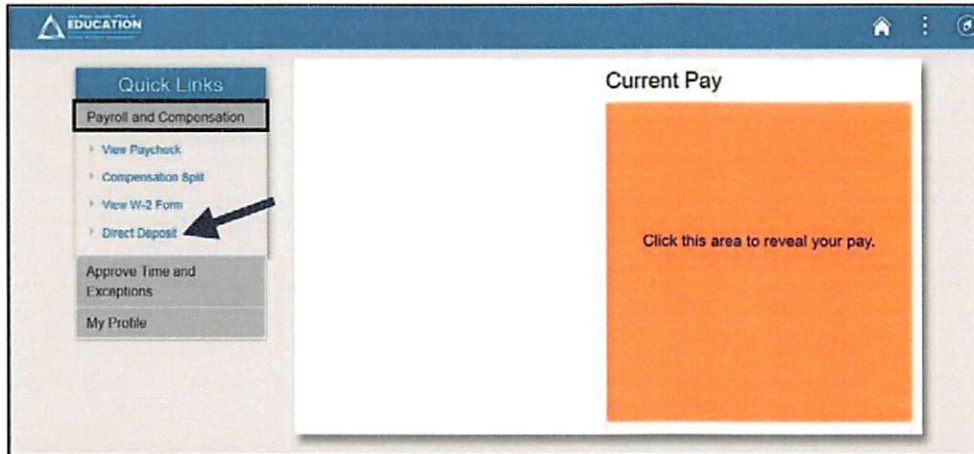 EDUCATION
Quick Links
Payroll and Compensation
View Paycheck
Compensation Split
View W-2 Form
Direct Deposit
Approve Time and
Exceptions
My Profile
Current Pay
Click this area to reveal your pay.